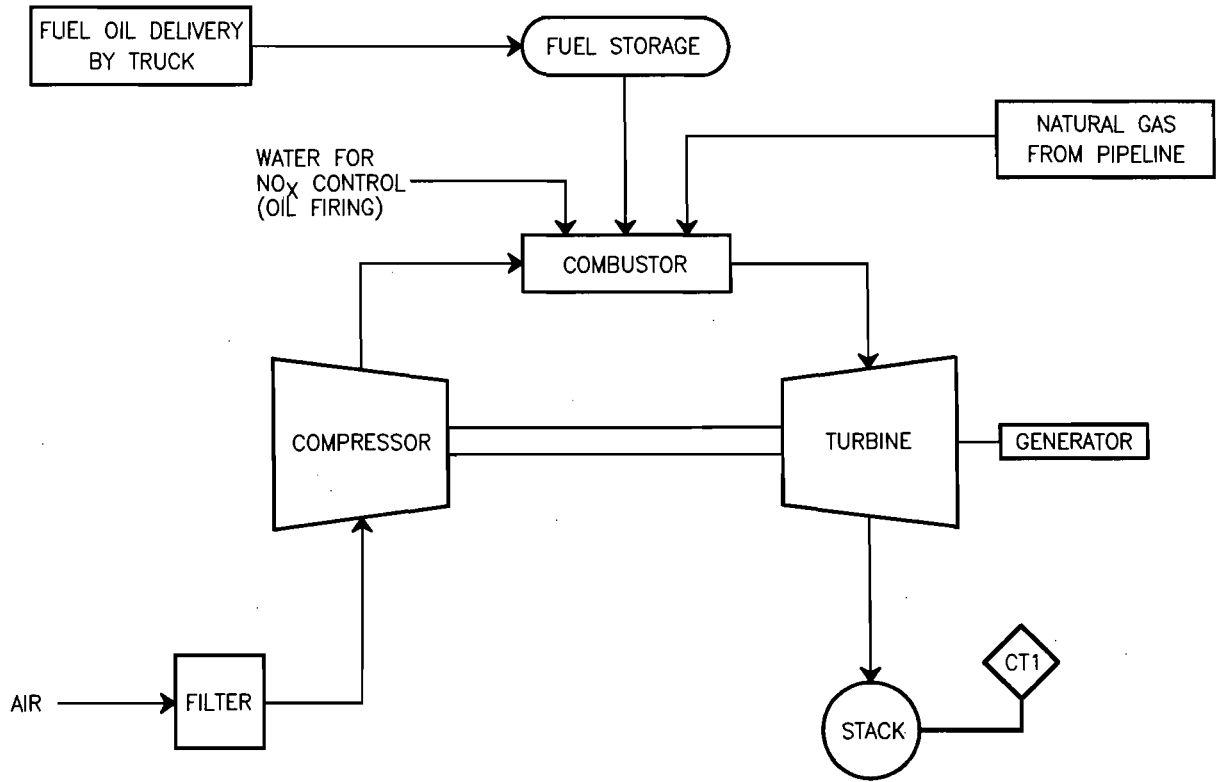 FUEL OIL DELIVERY
BY TRUCK
FUEL STORAGE
NATURAL GAS
FROM PIPELINE
WATER FOR
NOX CONTROL
(OIL FIRING)
COMBUSTOR
COMPRESSOR
TURBINE
GENERATOR
AIR
FILTER
CT1
STACK